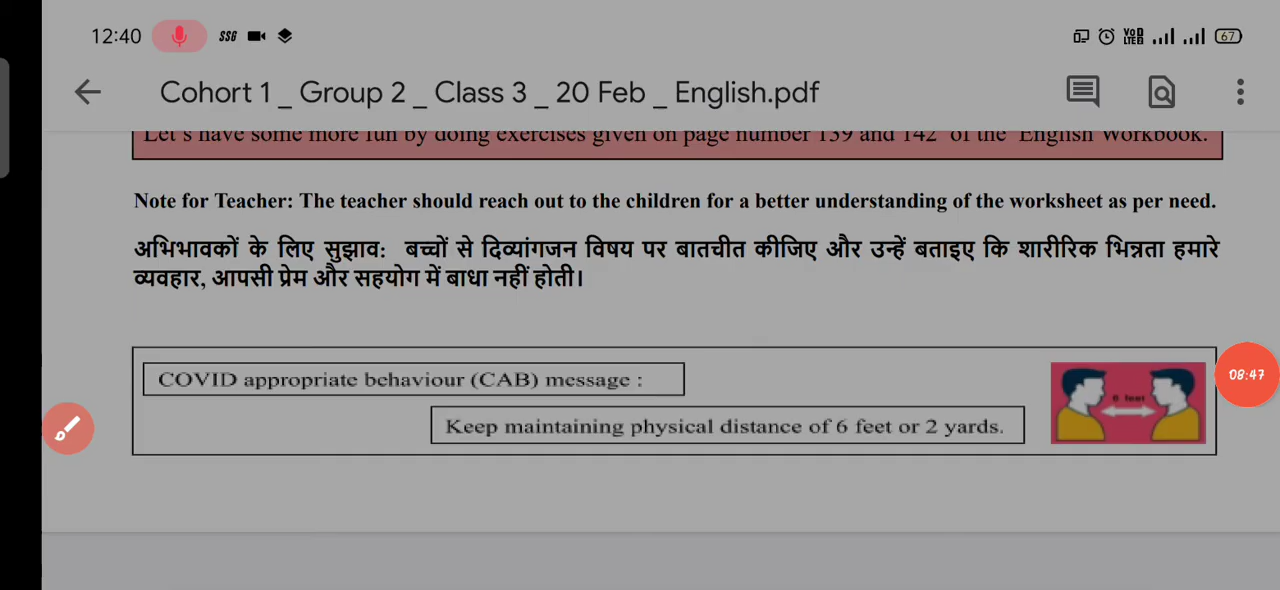 12:40 SSG VoD LTED 67
Cohort 1 _ Group 2 _ Class 3 _ 20 Feb _ English.pdf
Let's have some more fun by doing exercises given on page number 139 and 142 of the English Workbook.
Note for Teacher: The teacher should reach out to the children for a better understanding of the worksheet as per need.
अभिभावकों के लिए सुझाव: बच्चों से दिव्यांगजन विषय पर बातचीत कीजिए और उन्हें बताइए कि शारीरिक भिन्नता हमारे
व्यवहार, आपसी प्रेम और सहयोग में बाधा नहीं होती।
COVID appropriate behaviour (CAB) message :
6 feet
08:47
Keep maintaining physical distance of 6 feet or 2 yards.